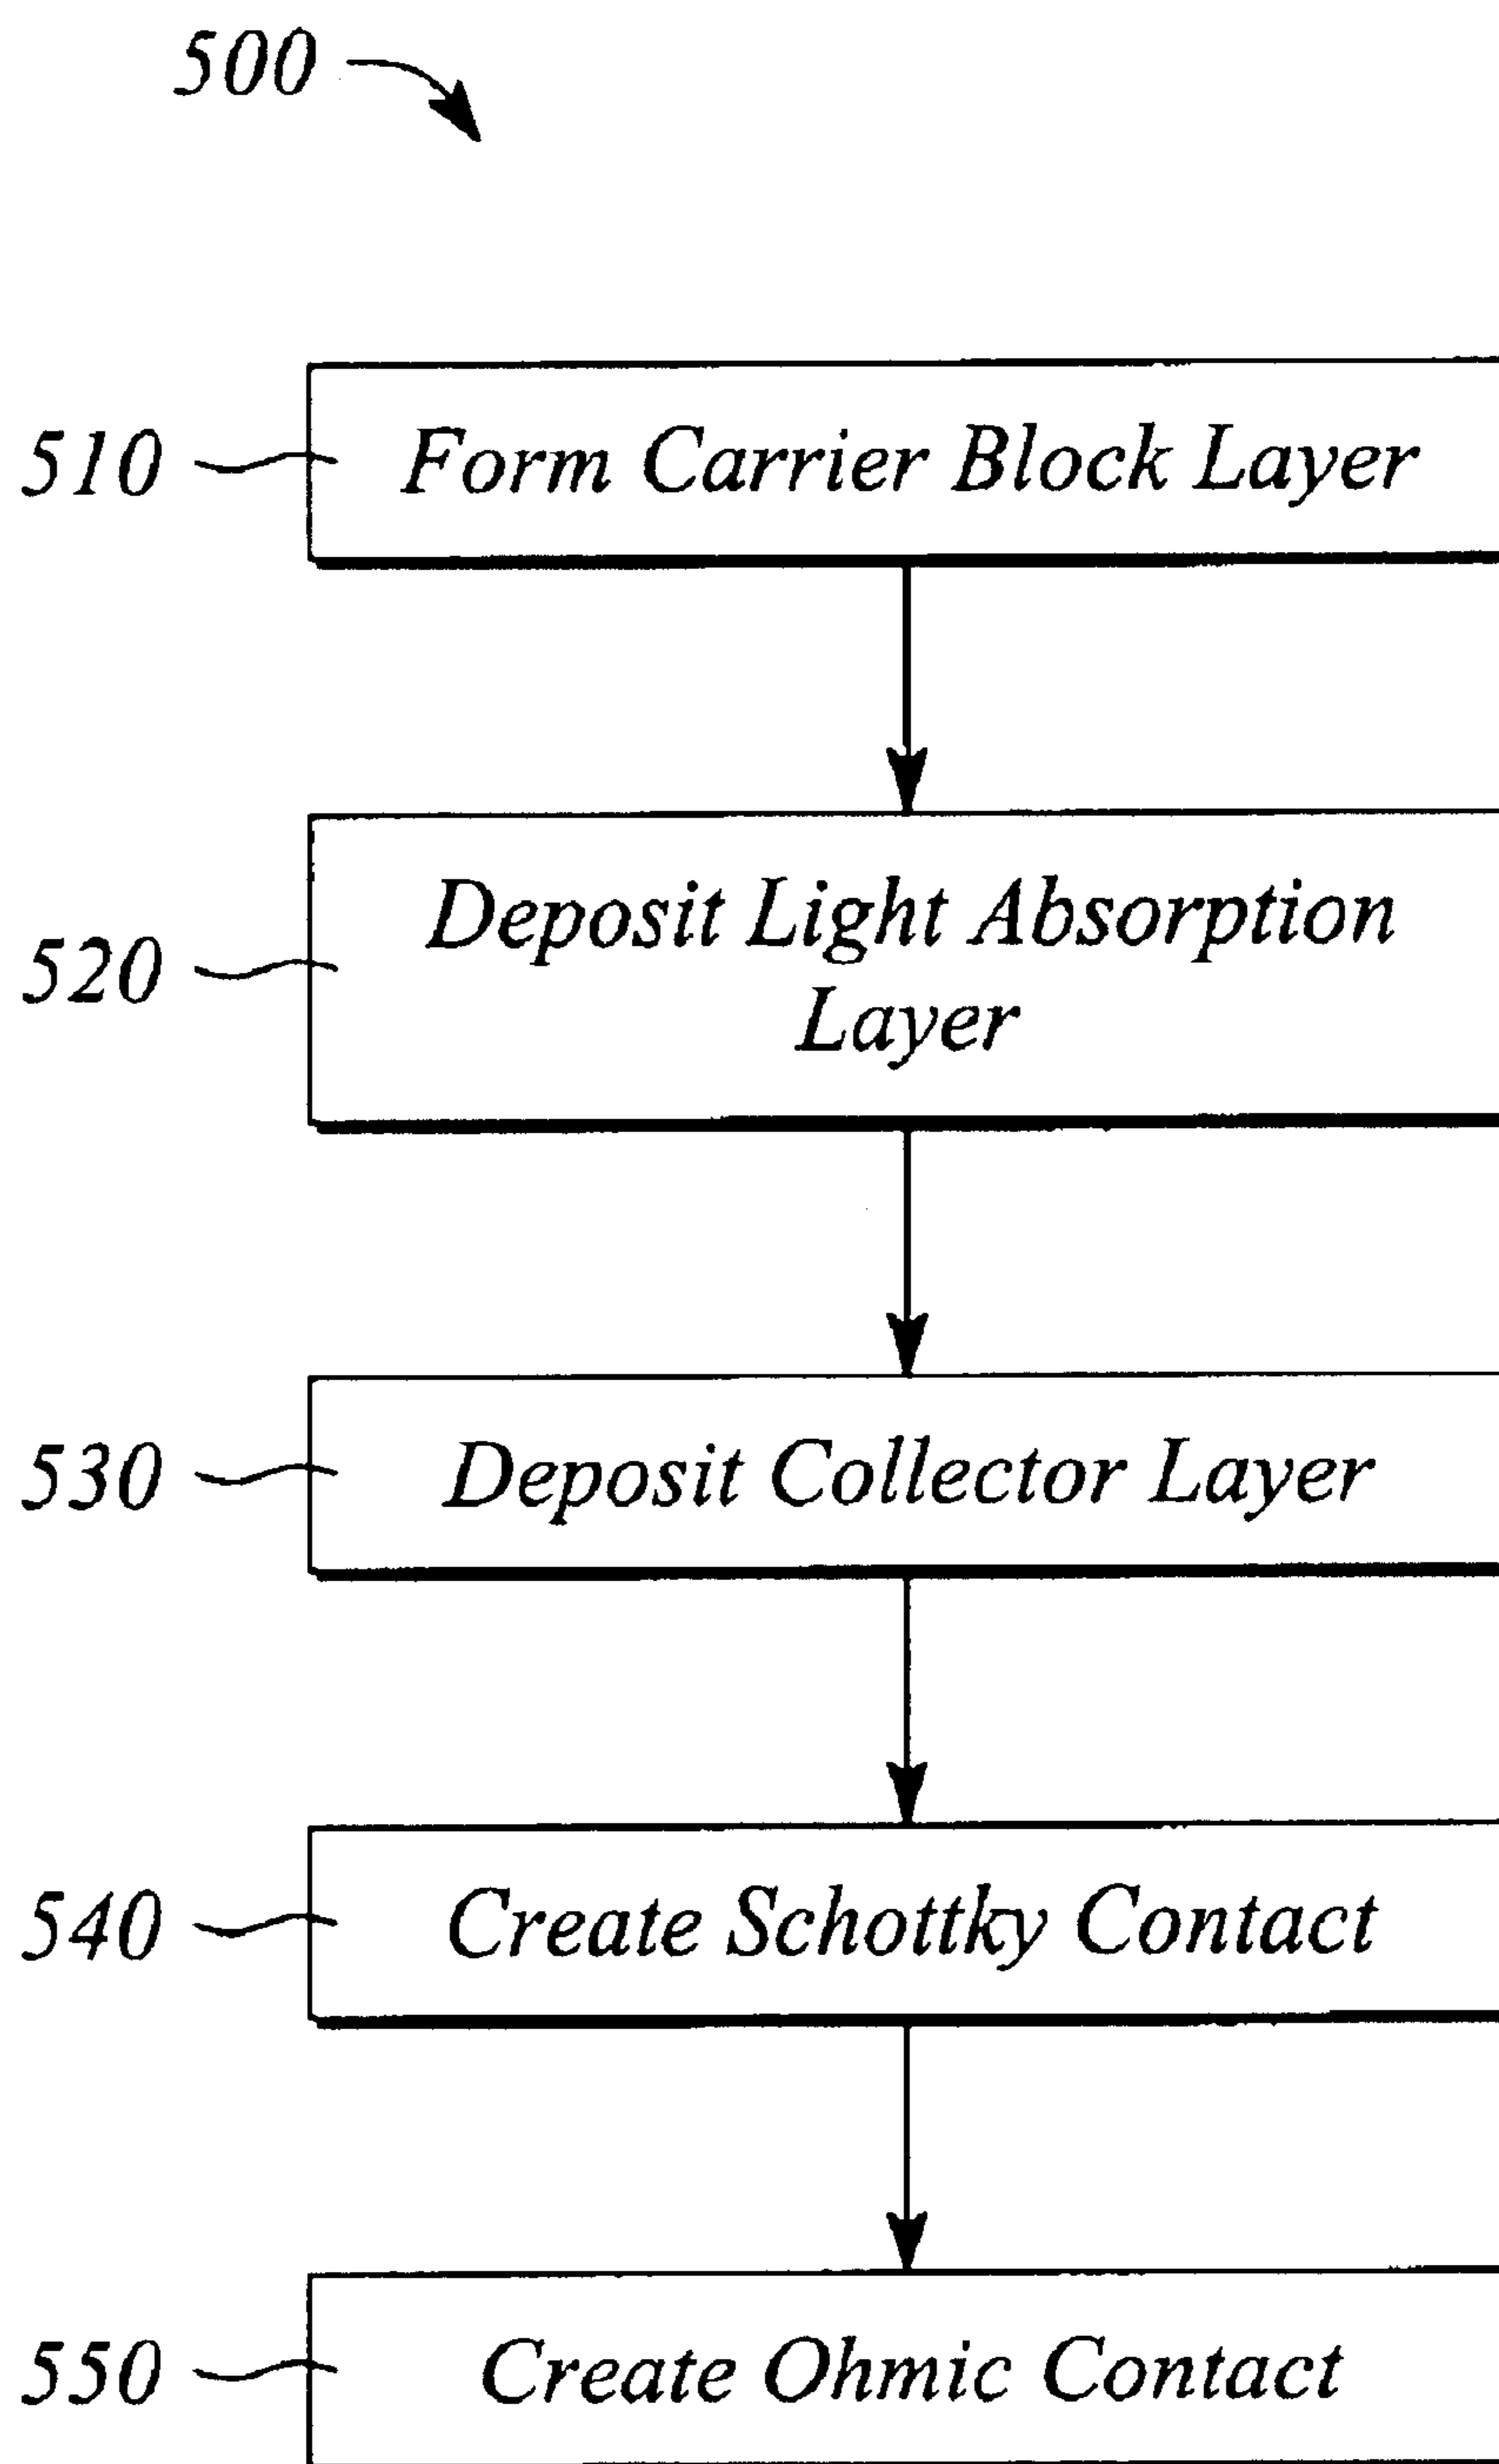 500
510 Form Carrier Block Layer
520 Deposit Light Absorption
Layer
530 Deposit Collector Layer
540 Create Schottky Contact
550 Create Ohmic Contact